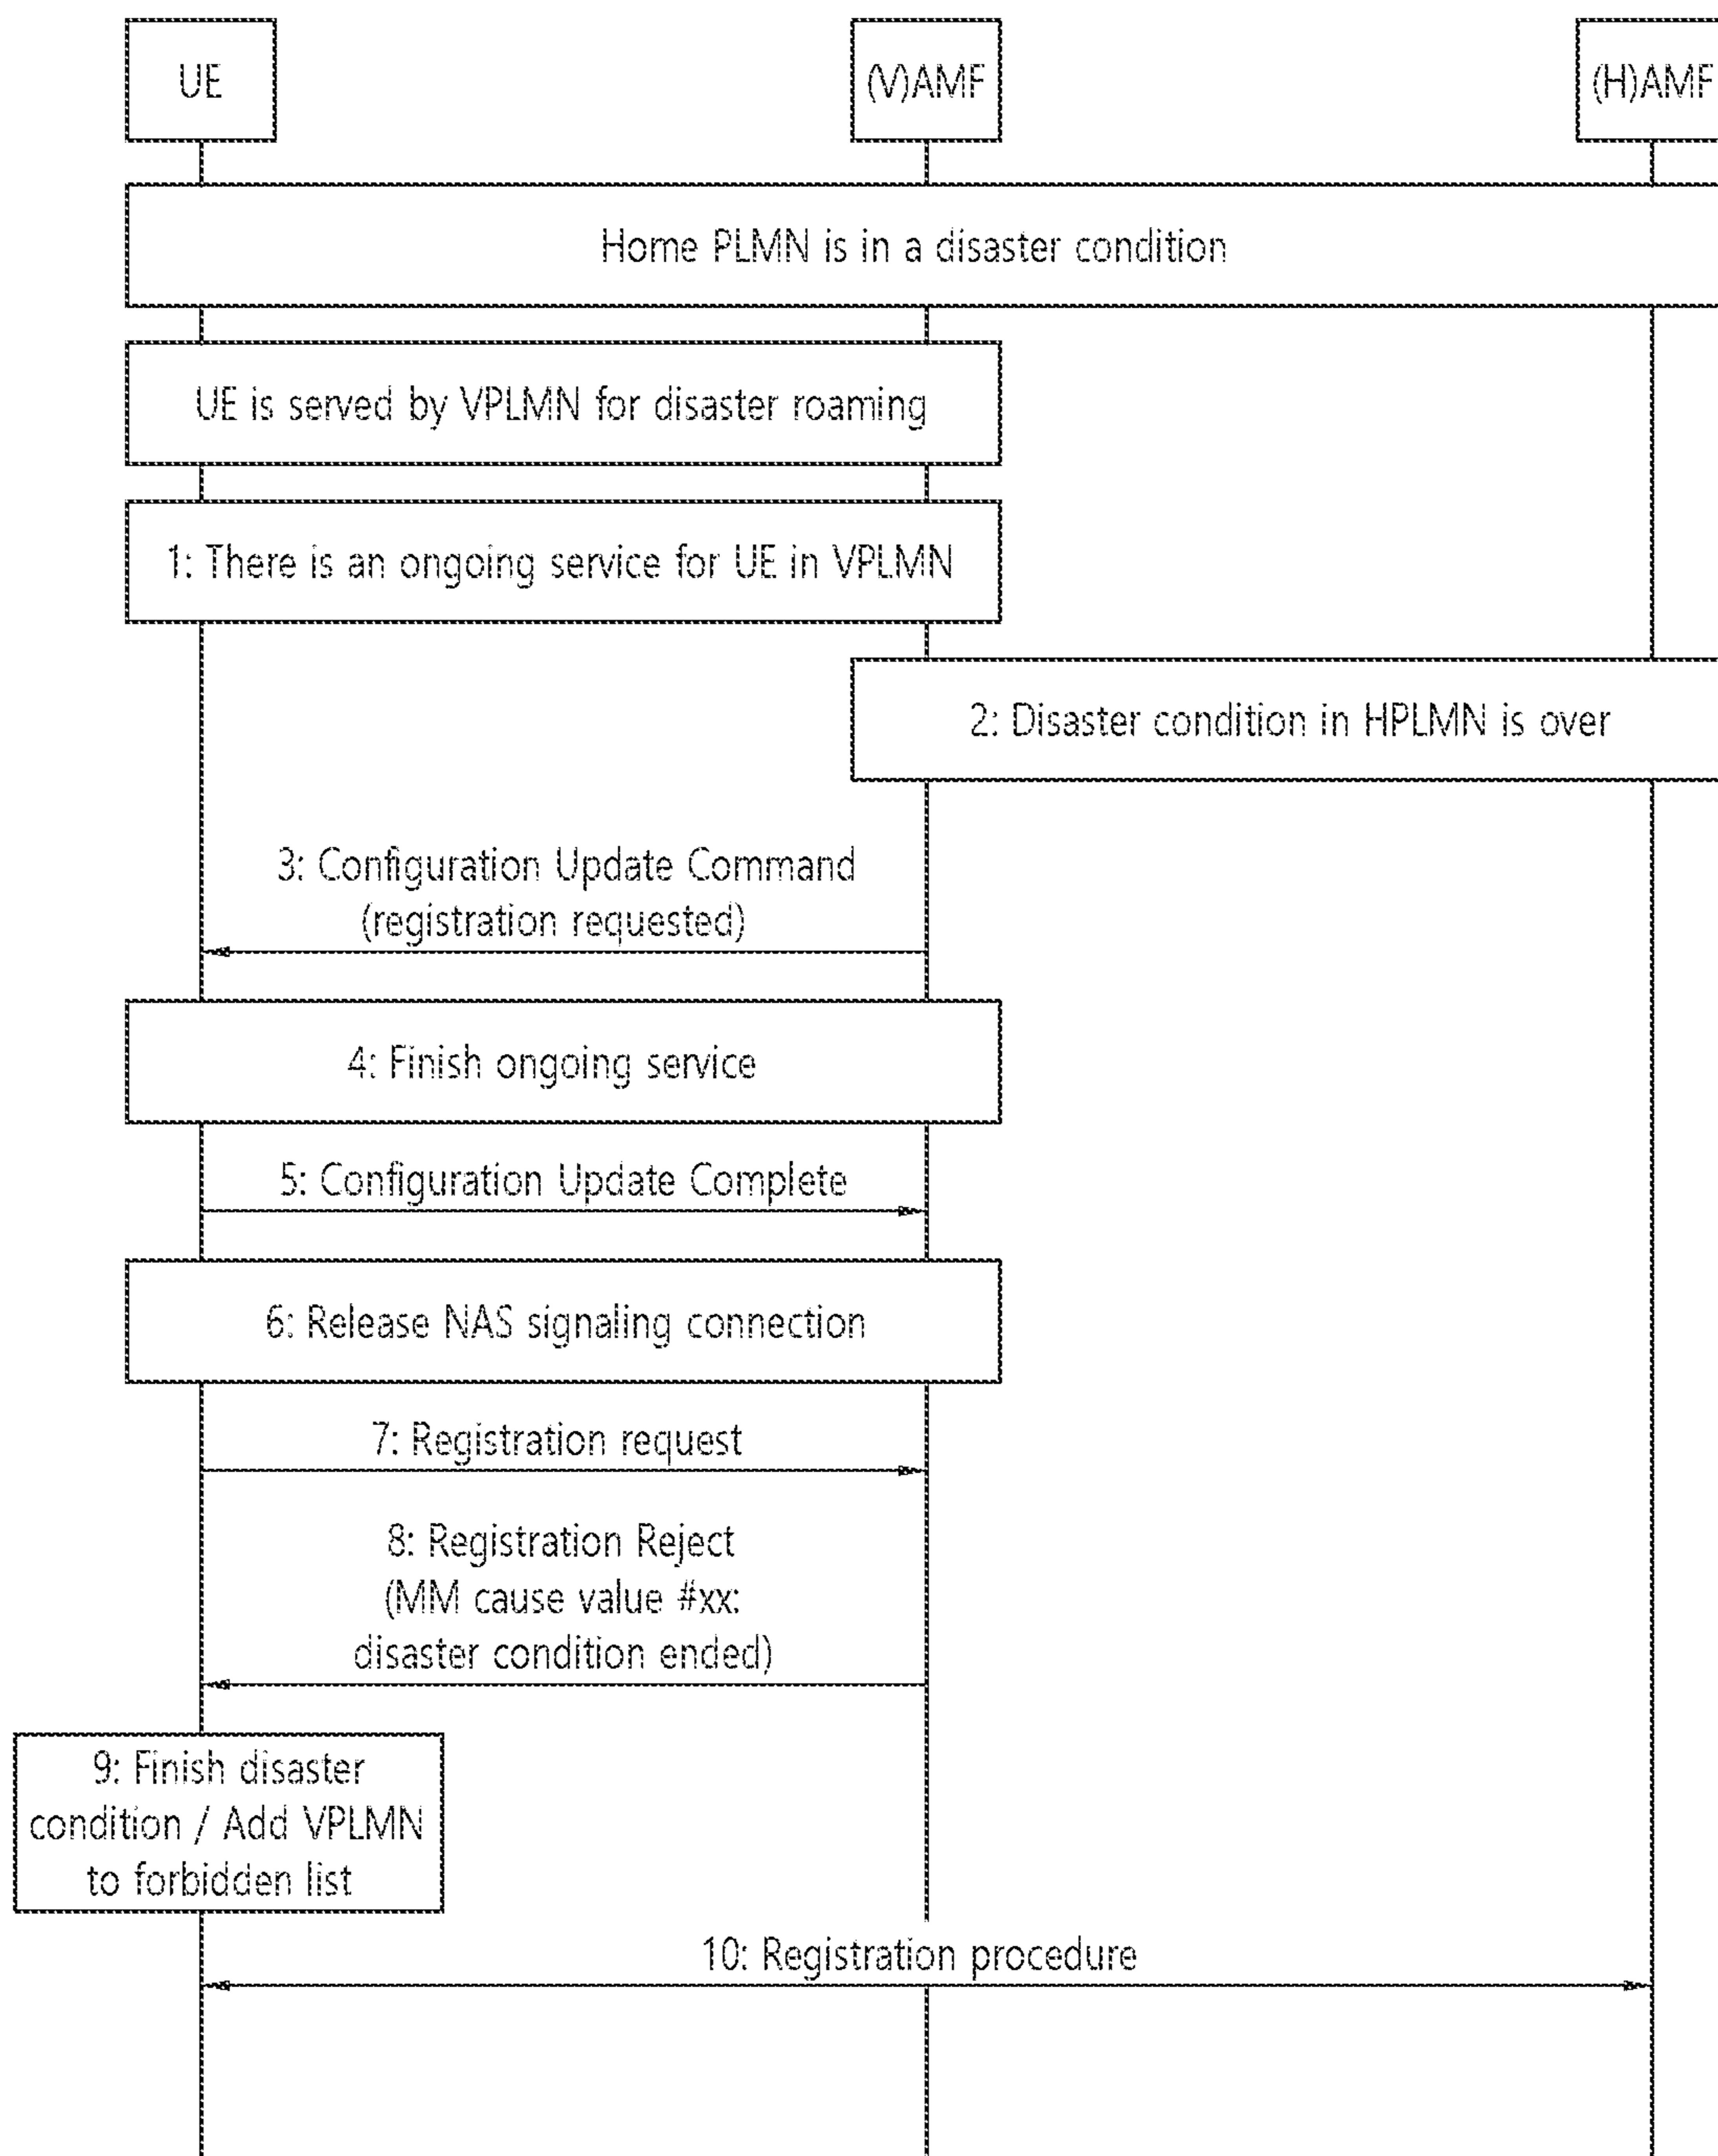 UE
(V)AMF
(H)AMF
Home PLMN is in a disaster condition
UE is served by VPLMN for disaster roaming
1: There is an ongoing service for UE in VPLMN
2: Disaster condition in HPLMN is over
3: Configuration Update Command
(registration requested)
4: Finish ongoing service
5: Configuration Update Complete
6: Release NAS signaling connection
7: Registration request
8: Registration Reject
(MM cause value #xx:
disaster condition ended)
9: Finish disaster
condition / Add VPLMN
to forbidden list
10: Registration procedure